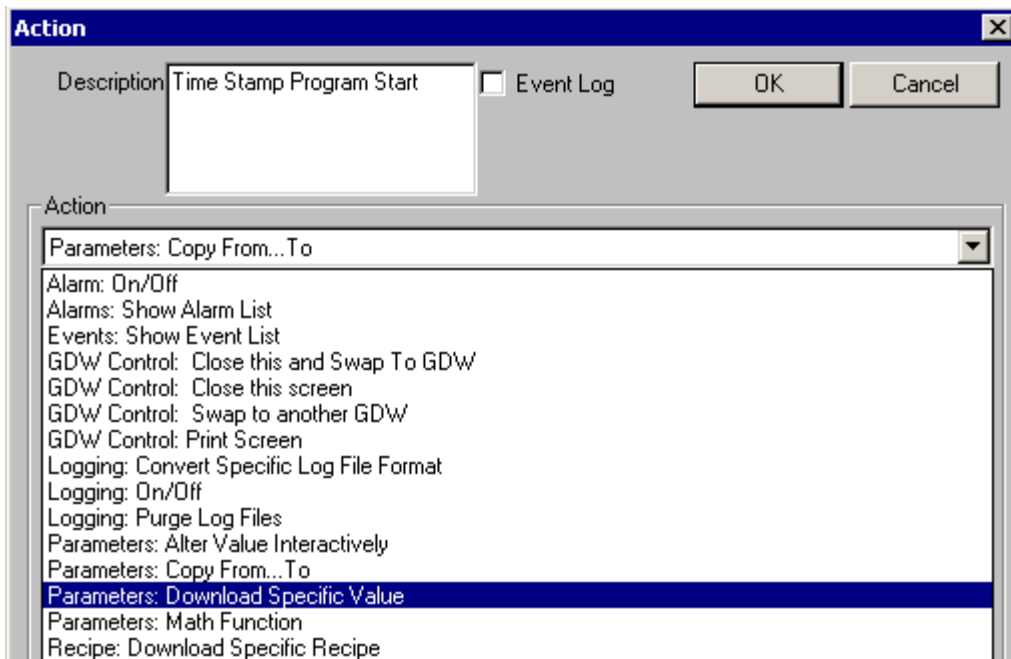 Action
Description Time Stamp Program Start Event Log OK Cancel
Action
Parameters: Copy From...To
Alarm: On/Off
Alarms: Show Alarm List
Events: Show Event List
GDW Control:  Close this and Swap To GDW
GDW Control:  Close this screen
GDW Control:  Swap to another GDW
GDW Control: Print Screen
Logging: Convert Specific Log File Format
Logging: On/Off
Logging: Purge Log Files
Parameters: Alter Value Interactively
Parameters: Copy From...To
Parameters: Download Specific Value
Parameters: Math Function
Recipe: Download Specific Recipe